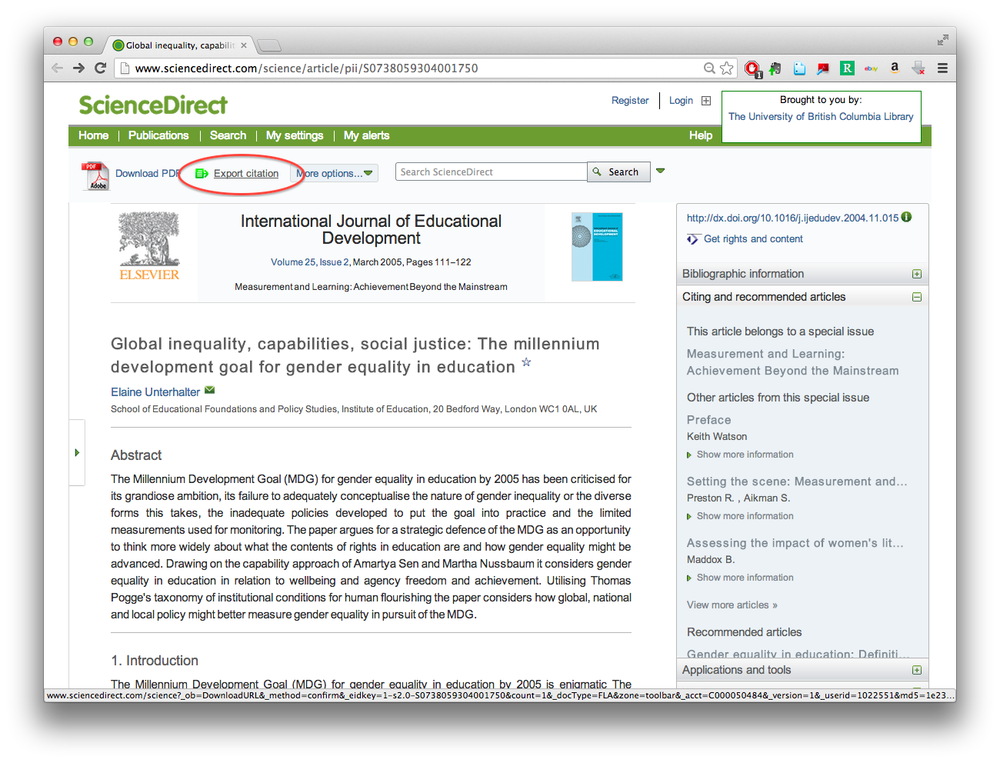 Global inequality, capabilit
www.sciencedirect.com/science/article/pii/S0738059304001750
1
R
ebay
a
ScienceDirect
Register
Login
Brought to you by:
The University of British Columbia Library
Home
Publications
Search
My settings
My alerts
Help
PDF
Adobe
Download PDF
Export citation
More options...
Search ScienceDirect
Search
ELSEVIER
International Journal of Educational
Development
Volume 25, Issue 2, March 2005, Pages 111–122
Measurement and Learning: Achievement Beyond the Mainstream
EDUCATIONAL
DEVELOPMENT
http://dx.doi.org/10.1016/j.ijedudev.2004.11.015
Get rights and content
Bibliographic information
Citing and recommended articles
This article belongs to a special issue
Measurement and Learning:
Achievement Beyond the Mainstream
Other articles from this special issue
Preface
Keith Watson
Show more information
Setting the scene: Measurement and...
Preston R. , Aikman S.
Show more information
Assessing the impact of women's lit...
Maddox B.
Show more information
View more articles »
Recommended articles
Gender equality in education: Definiti...
Applications and tools
Global inequality, capabilities, social justice: The millennium
development goal for gender equality in education ☆
Elaine Unterhalter
School of Educational Foundations and Policy Studies, Institute of Education, 20 Bedford Way, London WC1 0AL, UK
Abstract
The Millennium Development Goal (MDG) for gender equality in education by 2005 has been criticised for
its grandiose ambition, its failure to adequately conceptualise the nature of gender inequality or the diverse
forms this takes, the inadequate policies developed to put the goal into practice and the limited
measurements used for monitoring. The paper argues for a strategic defence of the MDG as an opportunity
to think more widely about what the contents of rights in education are and how gender equality might be
advanced. Drawing on the capability approach of Amartya Sen and Martha Nussbaum it considers gender
equality in education in relation to wellbeing and agency freedom and achievement. Utilising Thomas
Pogge's taxonomy of institutional conditions for human flourishing the paper considers how global, national
and local policy might better measure gender equality in pursuit of the MDG.
1. Introduction
The Millennium Development Goal (MDG) for gender equality in education by 2005 is enigmatic The
www.sciencedirect.com/science?_ob=DownloadURL&_method=confirm&_eidkey=1-s2.0-S0738059304001750&count=1&_docType=FLA&zone=toolbar&_acct=C000050484&_version=1&_userid=1022551&md5=1e23...